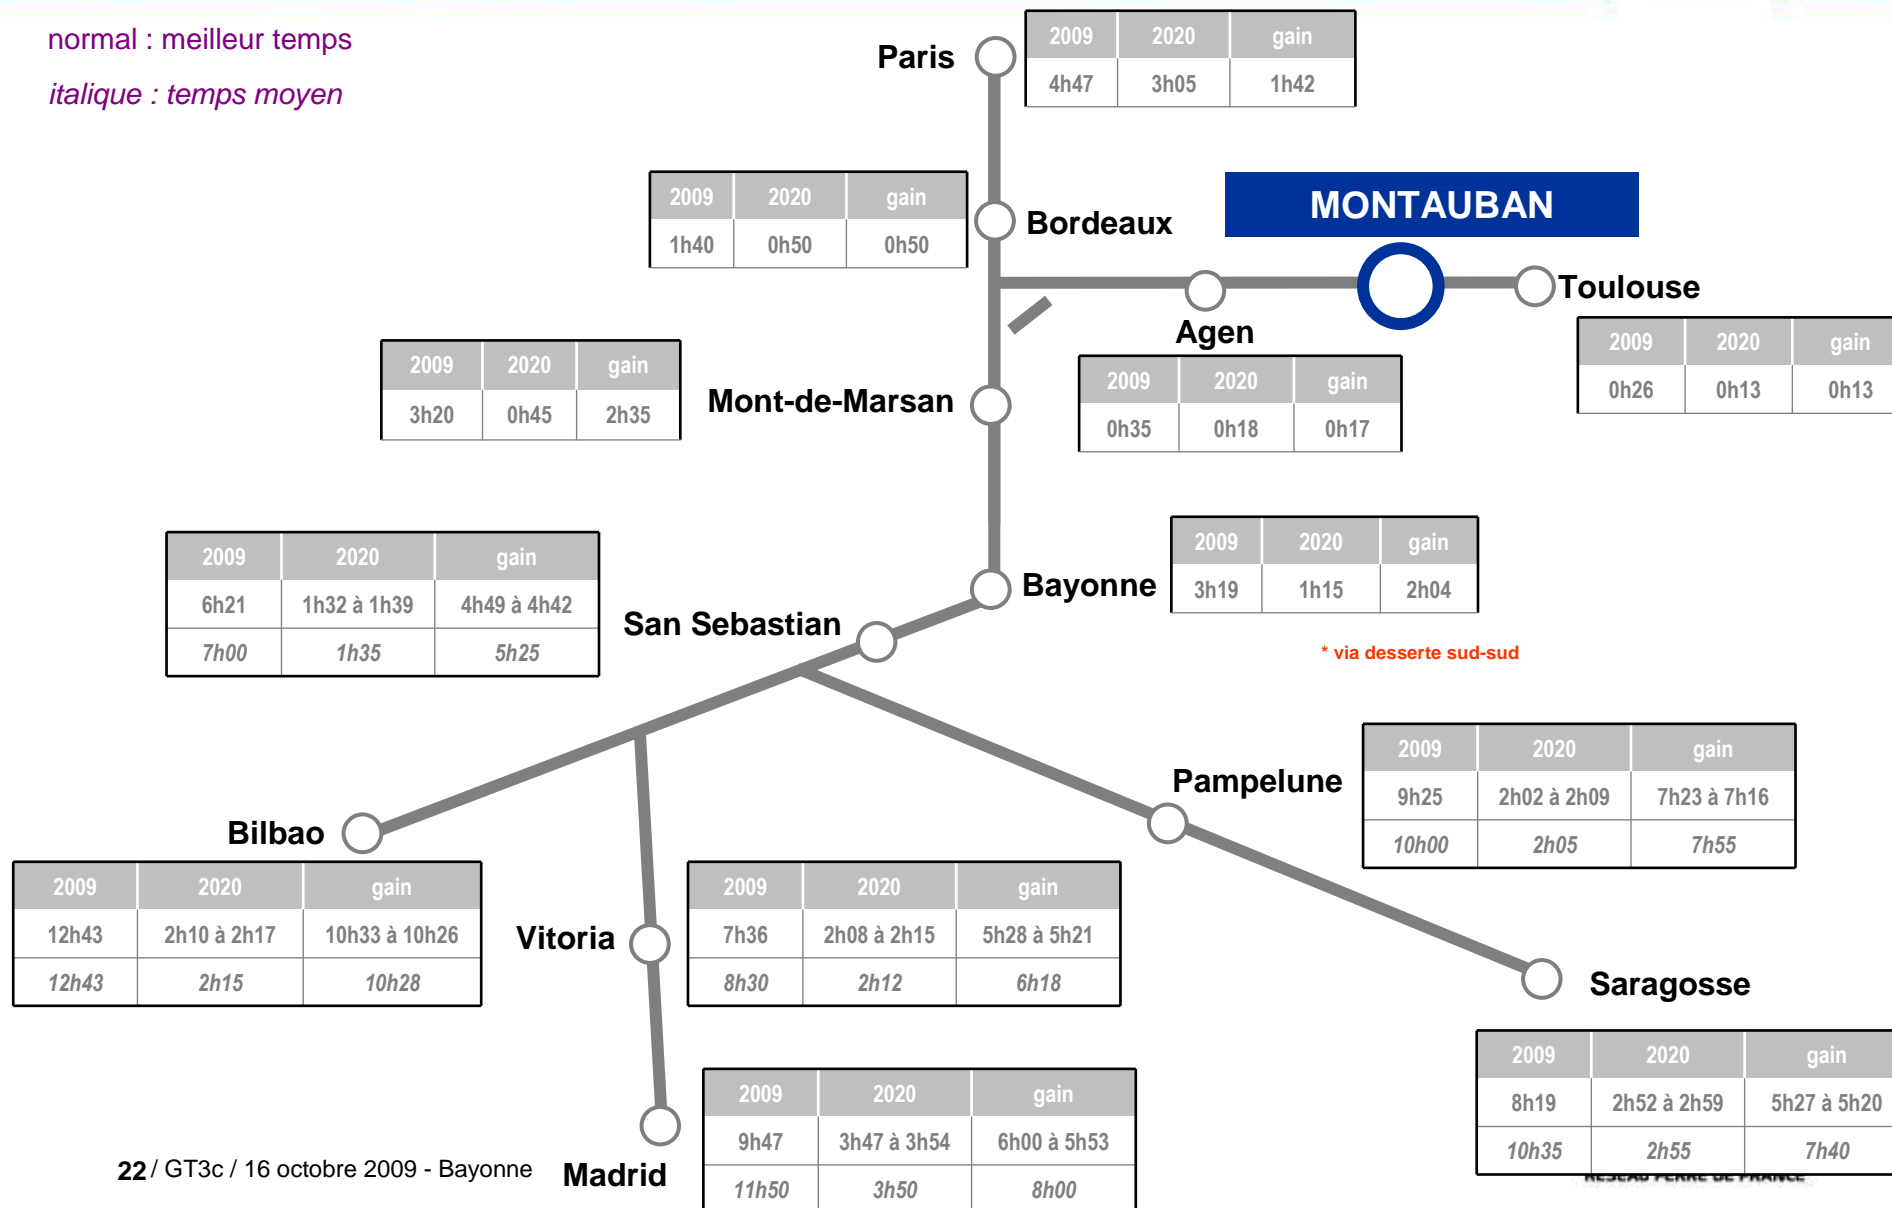 normal : meilleur temps
italique : temps moyen
Paris
2009 2020 gain
4h47 3h05 1h42
2009 2020 gain
1h40 0h50 0h50
Bordeaux
MONTAUBAN
Toulouse
2009 2020 gain
0h26 0h13 0h13
Agen
2009 2020 gain
0h35 0h18 0h17
2009 2020 gain
3h20 0h45 2h35
Mont-de-Marsan
Bayonne
2009 2020 gain
3h19 1h15 2h04
* via desserte sud-sud
2009 2020 gain
6h21 1h32 à 1h39 4h49 à 4h42
7h00 1h35 5h25
San Sebastian
Pampelune
2009 2020 gain
9h25 2h02 à 2h09 7h23 à 7h16
10h00 2h05 7h55
Bilbao
2009 2020 gain
12h43 2h10 à 2h17 10h33 à 10h26
12h43 2h15 10h28
Vitoria
2009 2020 gain
7h36 2h08 à 2h15 5h28 à 5h21
8h30 2h12 6h18
Saragosse
2009 2020 gain
8h19 2h52 à 2h59 5h27 à 5h20
10h35 2h55 7h40
Madrid
2009 2020 gain
9h47 3h47 à 3h54 6h00 à 5h53
11h50 3h50 8h00
22 / GT3c / 16 octobre 2009 - Bayonne
RESEAU FERRE DE FRANCE